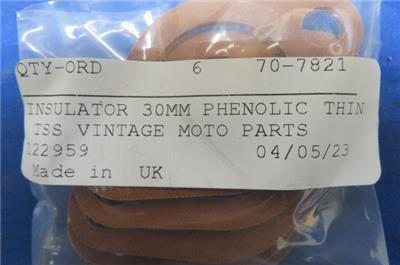 QTY-ORD 6 70-7821
INSULATOR 30MM PHENOLIC THIN
TSS VINTAGE MOTO PARTS
122959 04/05/23
Made in UK